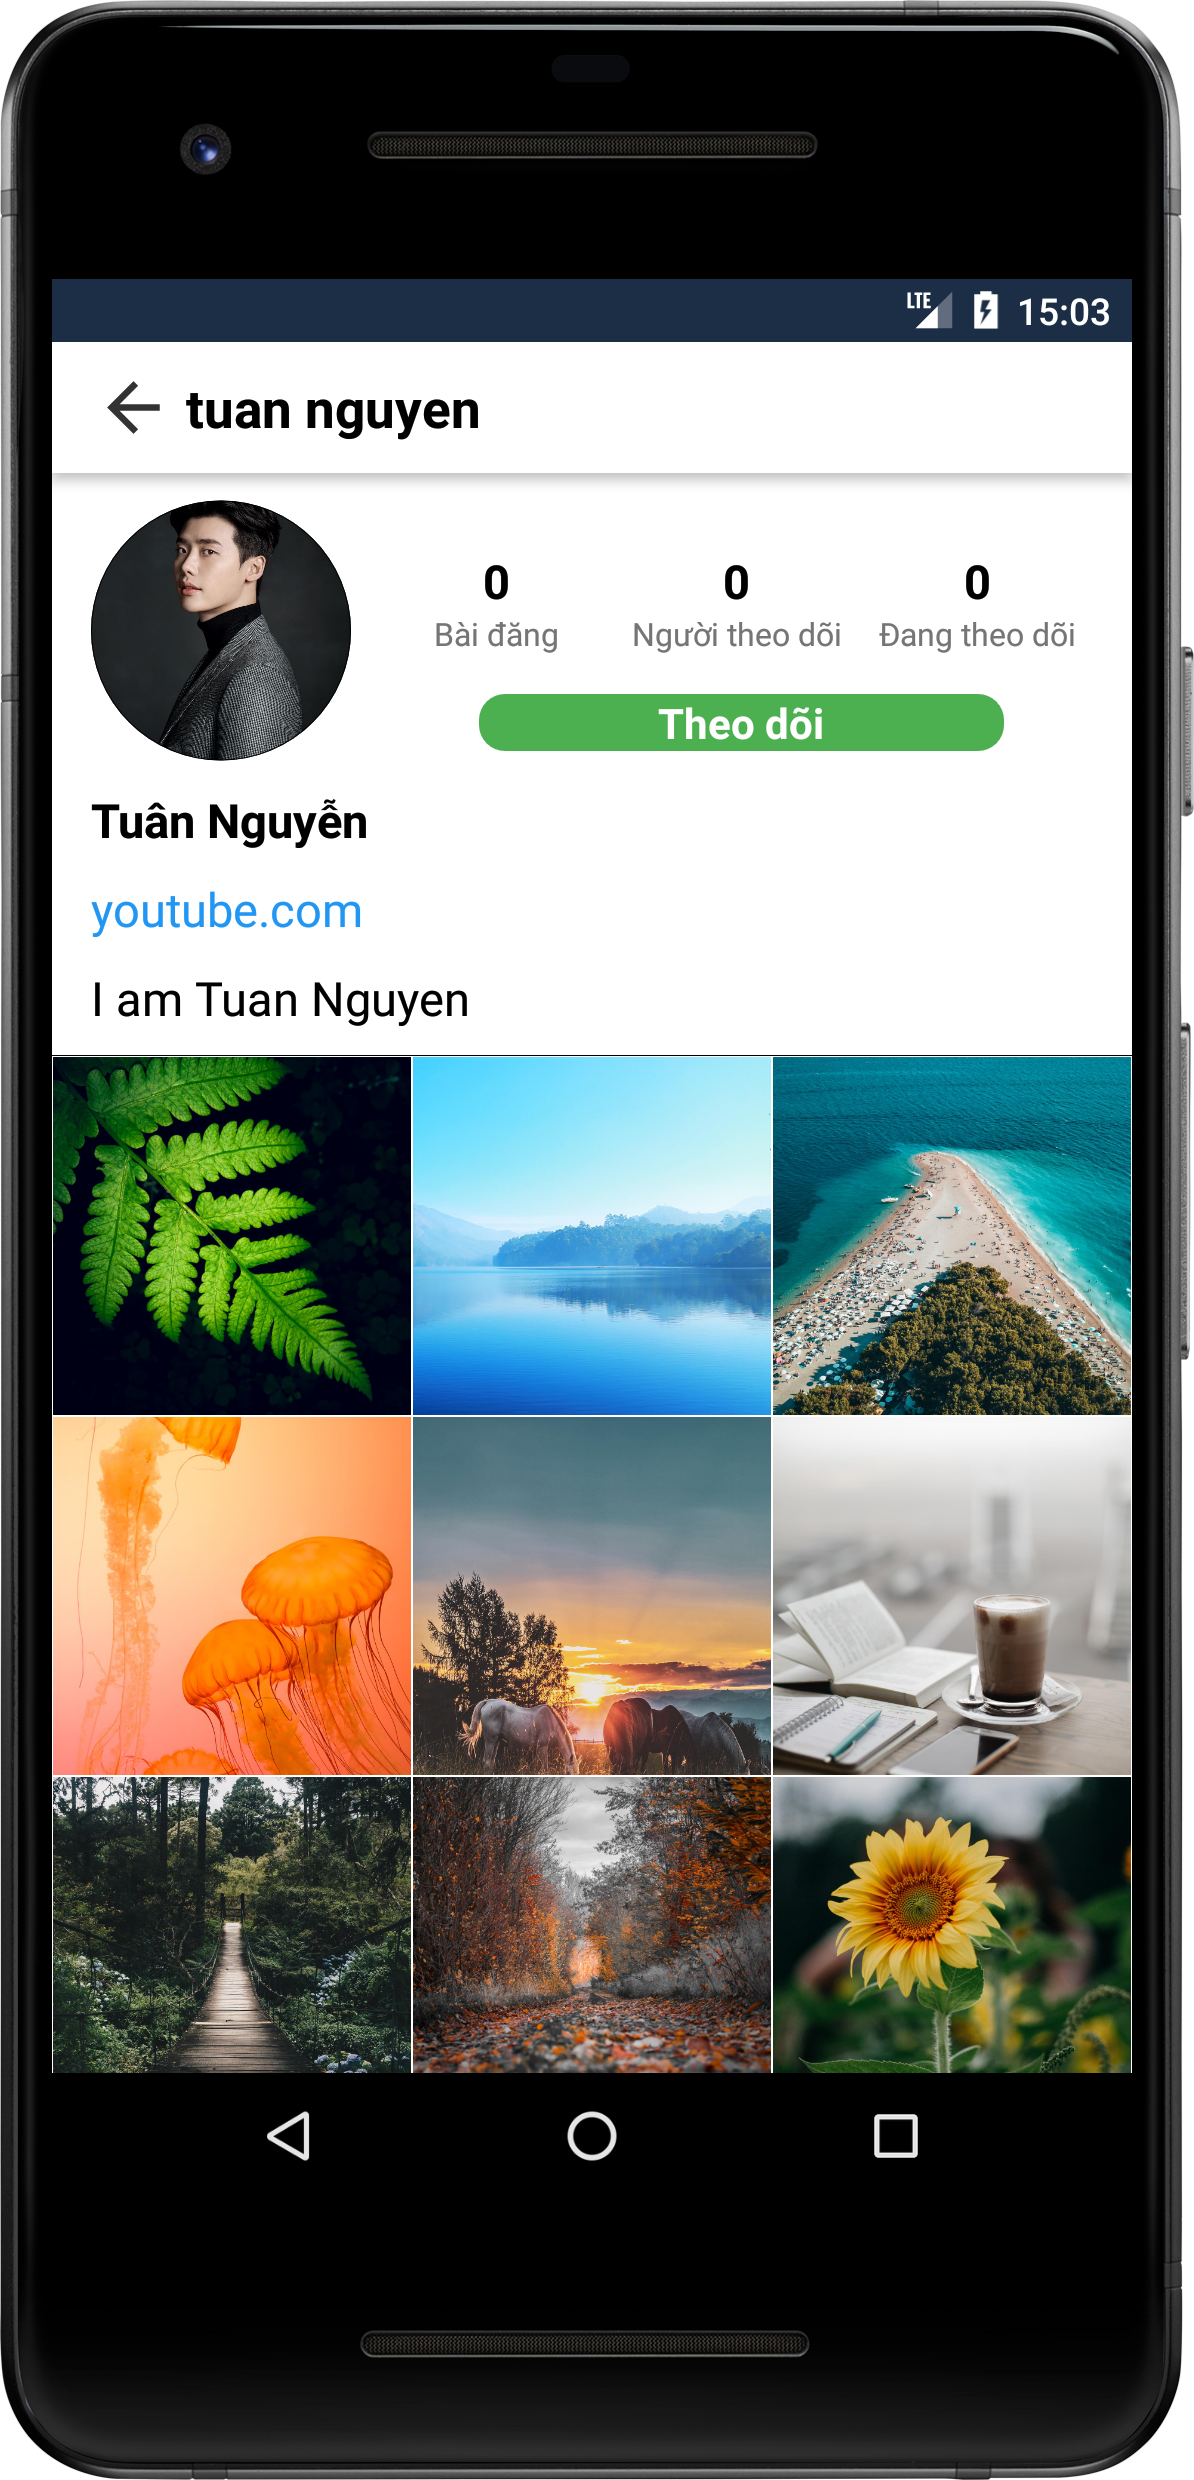 LTE 15:03
tuan nguyen
0 0 0
Bài đăng Người theo dõi Đang theo dõi
Theo dõi
Tuân Nguyễn
youtube.com
I am Tuan Nguyen